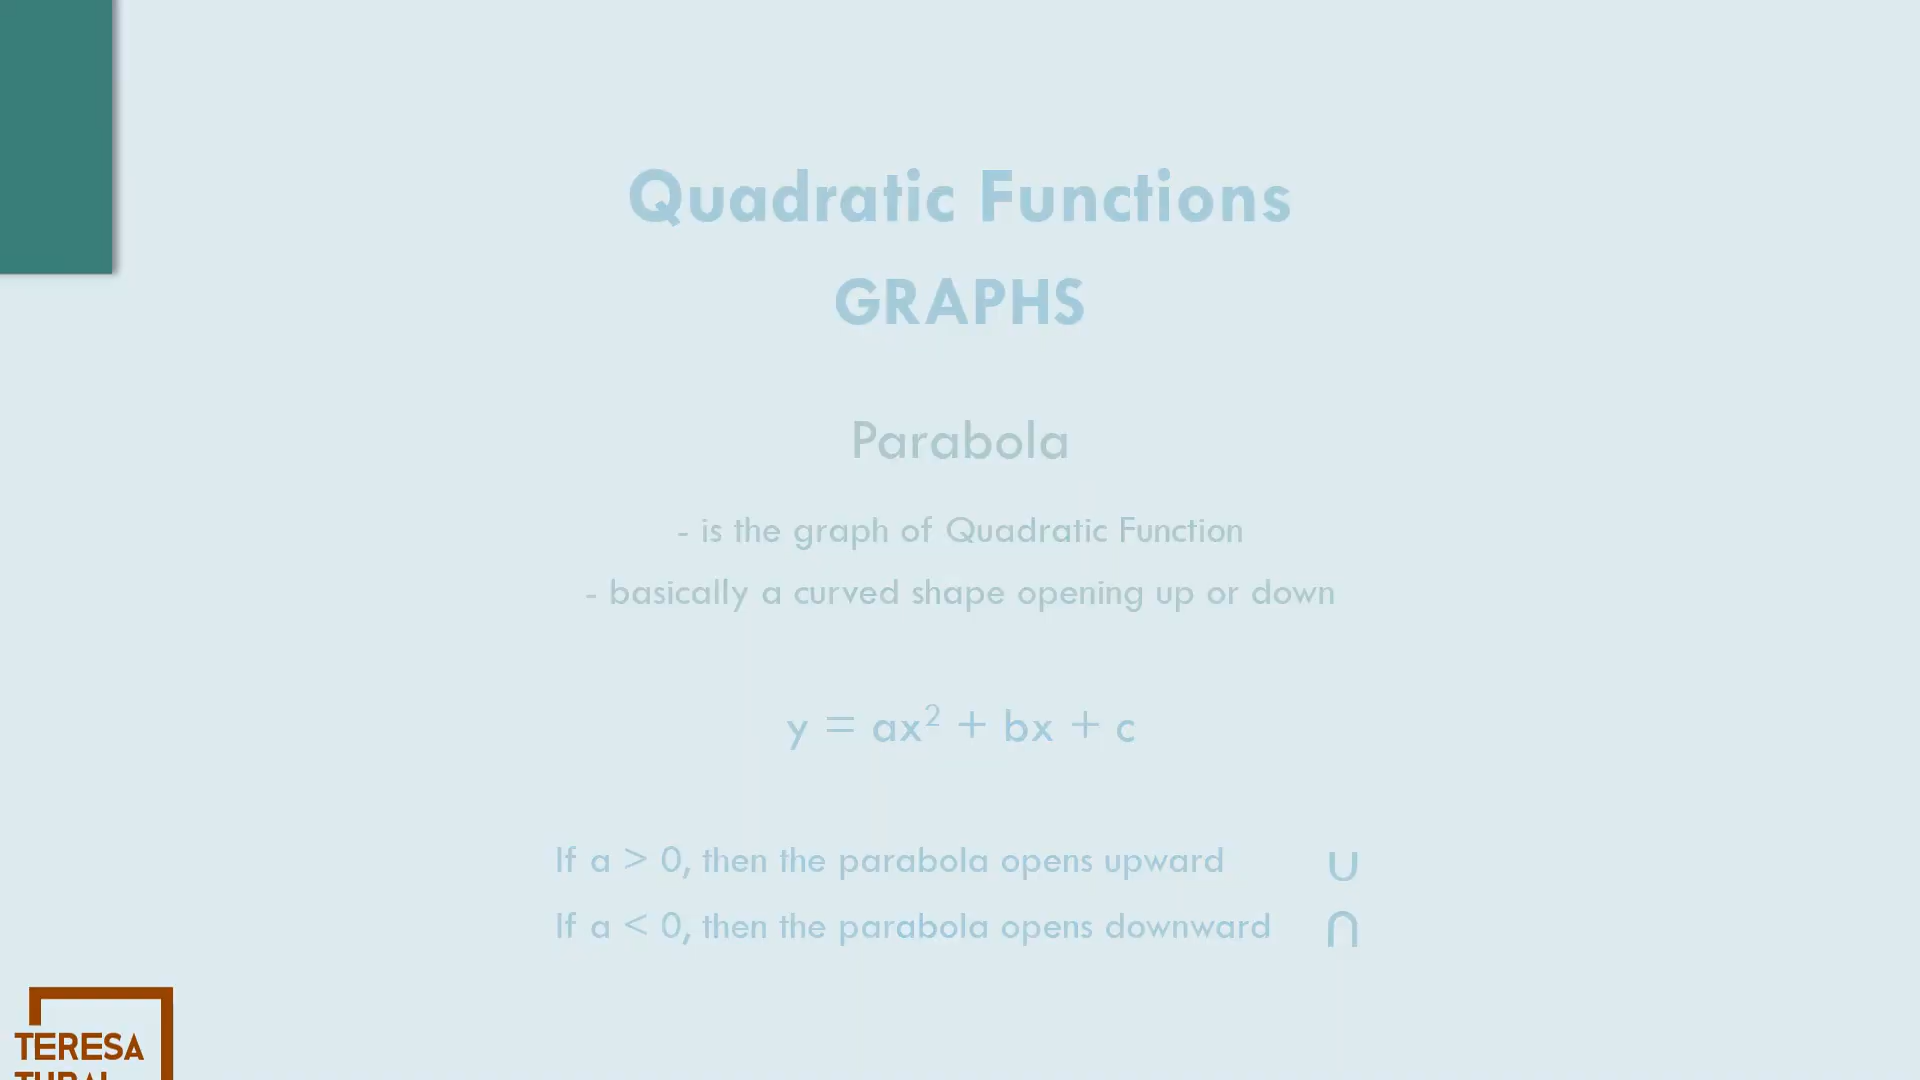 Quadratic Functions
GRAPHS
Parabola
- is the graph of Quadratic Function
- basically a curved shape opening up or down
y = ax² + bx + c
If a > 0, then the parabola opens upward ∪
If a < 0, then the parabola opens downward ∩
TERESA